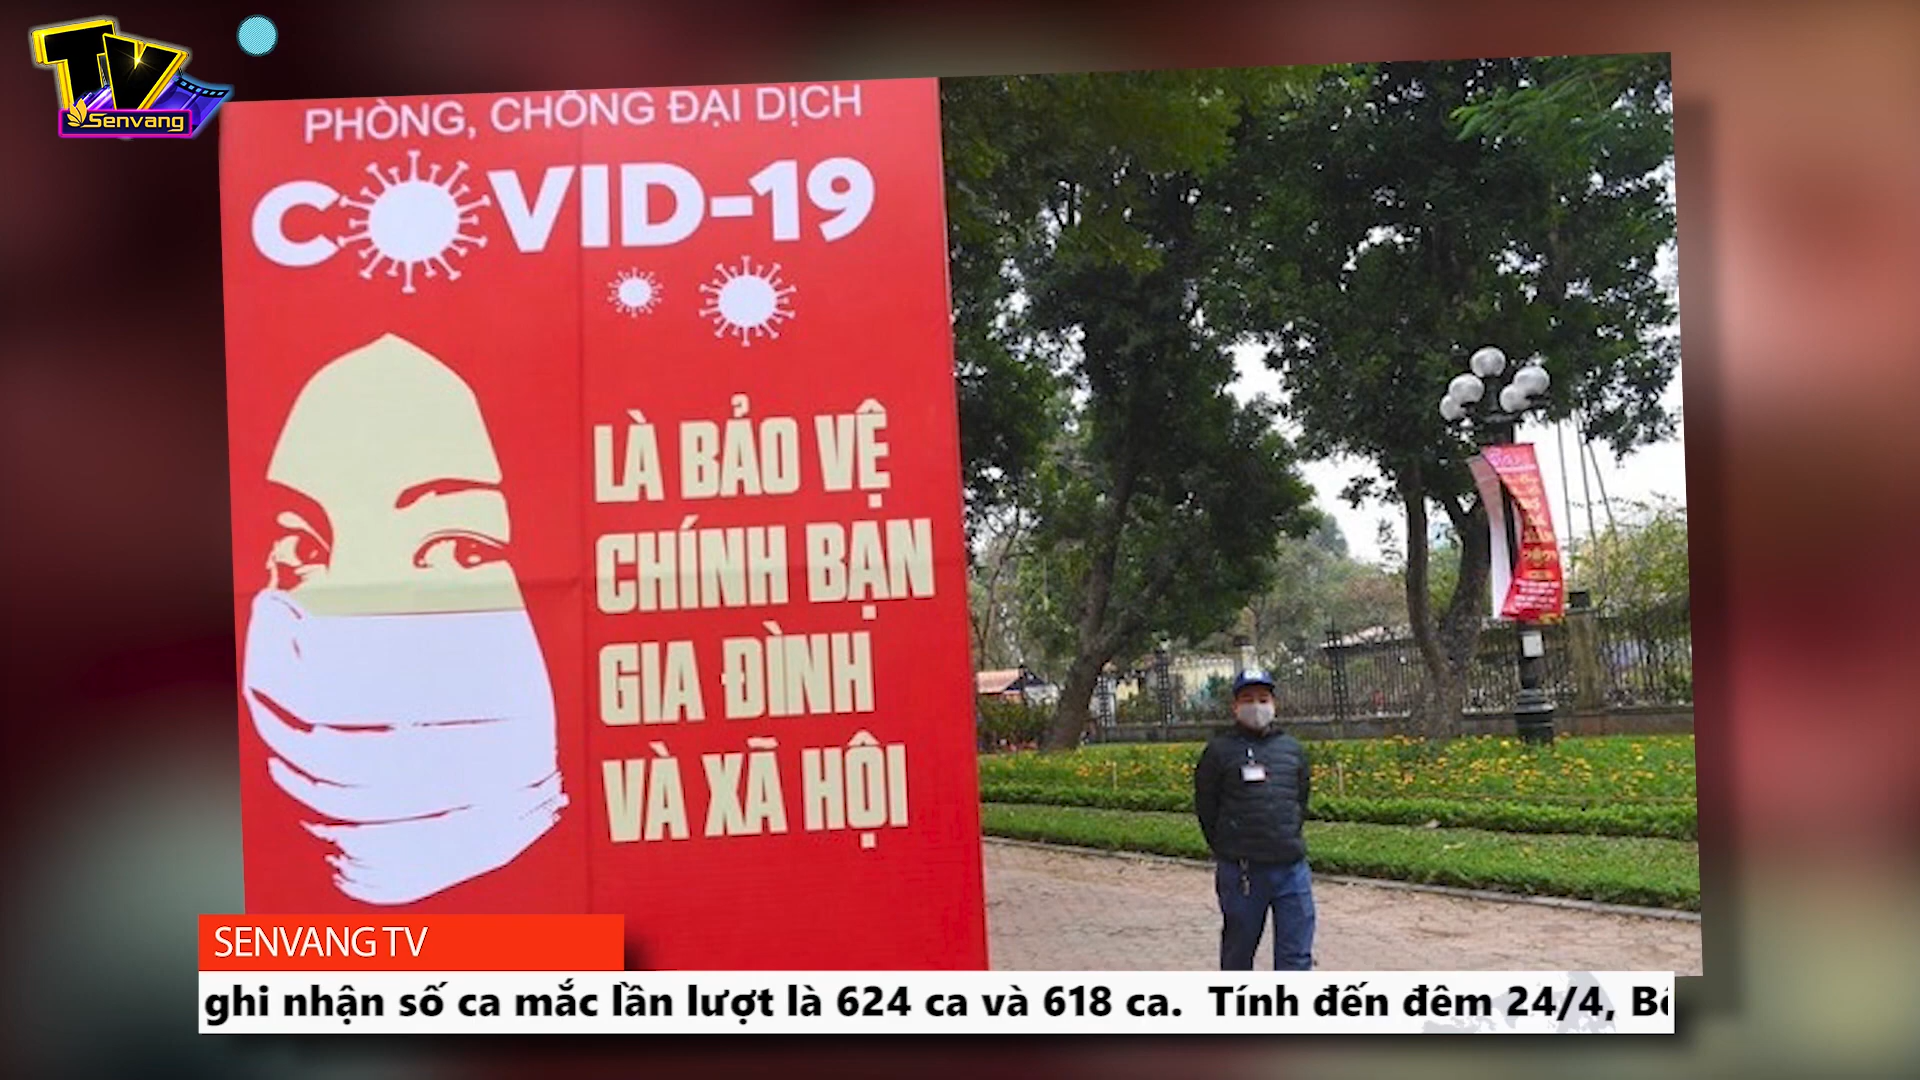 TV
Senvang
PHÒNG, CHỐNG ĐẠI DỊCH
COVID-19
LÀ BẢO VỆ
CHÍNH BẠN
GIA ĐÌNH
VÀ XÃ HỘI
SENVANG TV
ghi nhận số ca mắc lần lượt là 624 ca và 618 ca. Tính đến đêm 24/4,